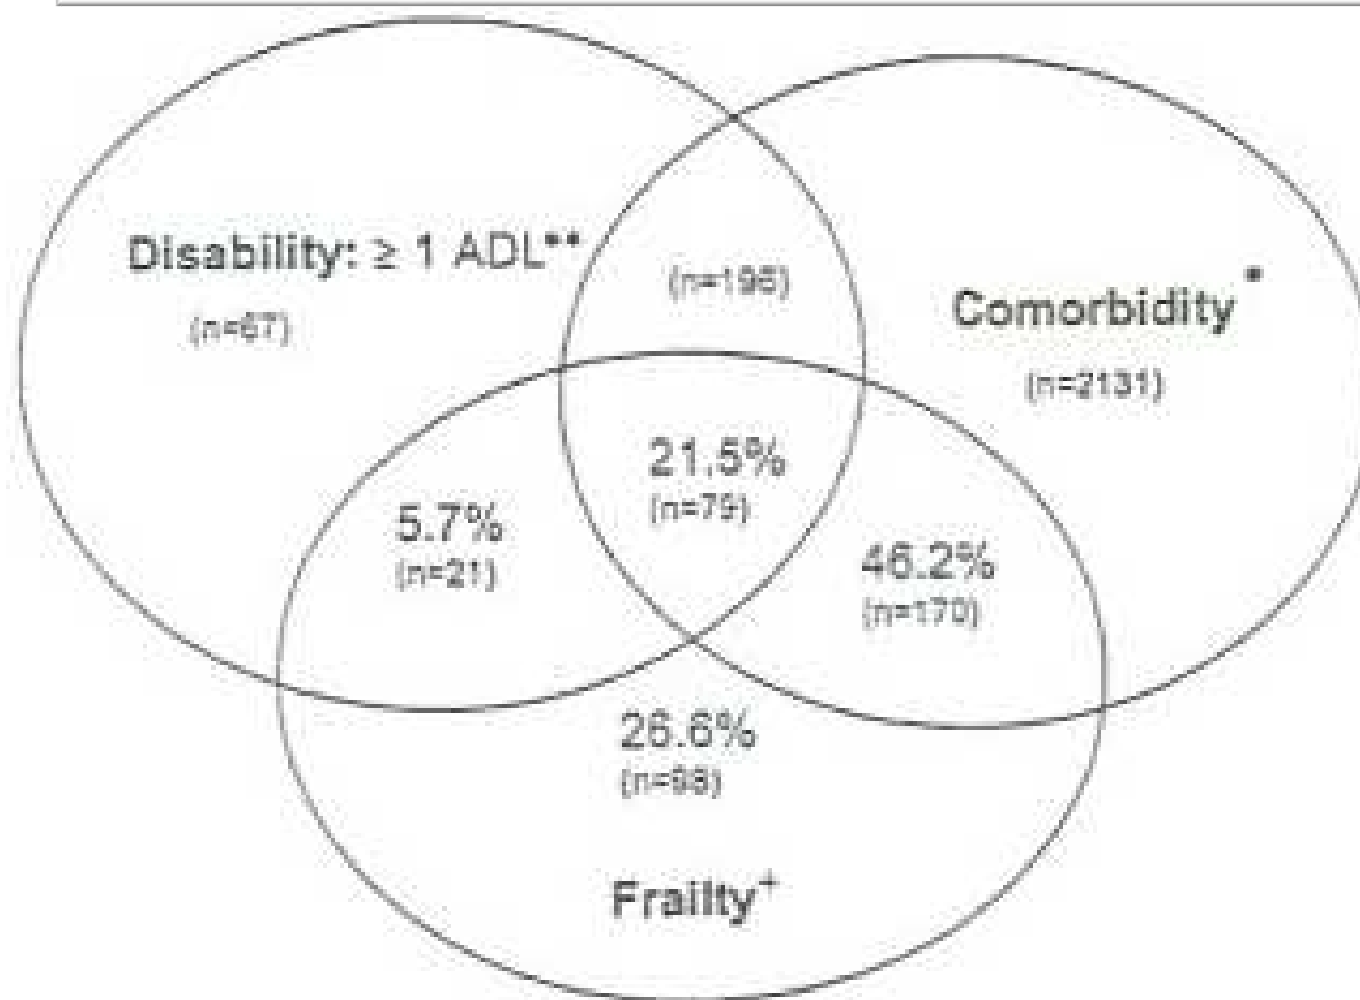 Disability: ≥ 1 ADL**
(n=67)
(n=196)
Comorbidity *
(n=2131)
21.5%
(n=79)
5.7%
(n=21)
46.2%
(n=170)
26.6%
(n=98)
Frailty+